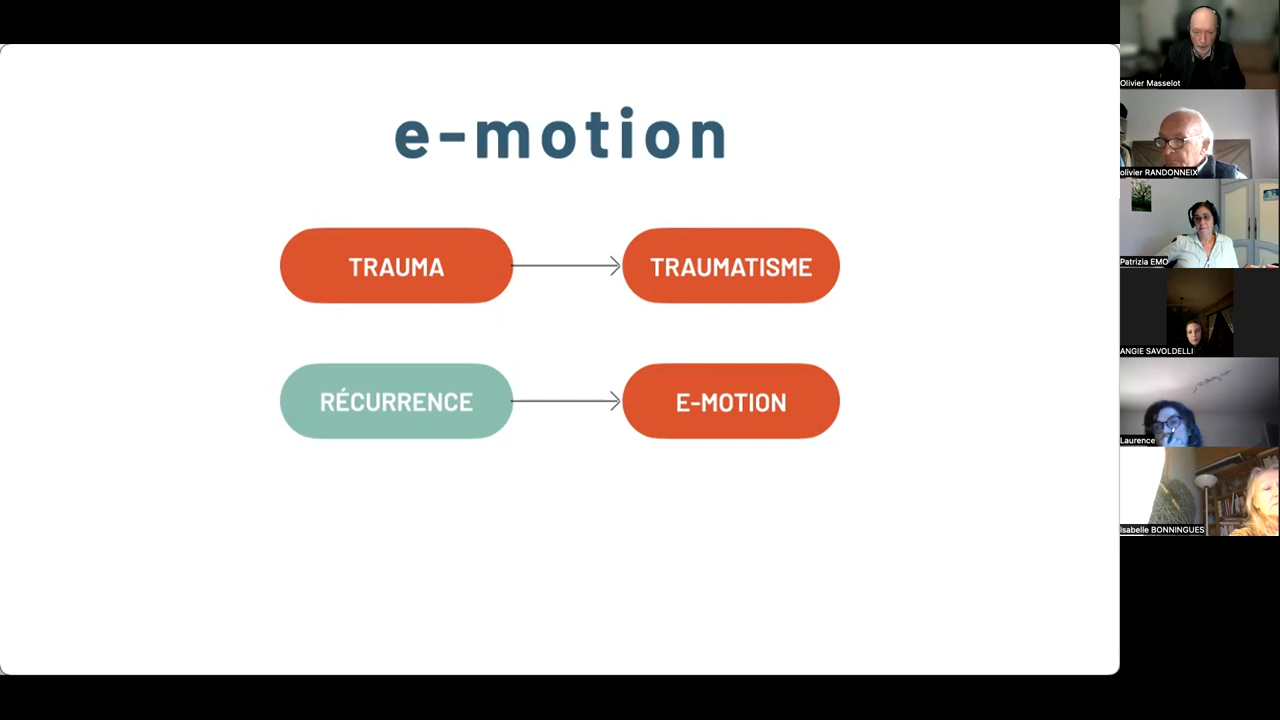 e-motion
TRAUMA
TRAUMATISME
RÉCURRENCE
E-MOTION
Olivier Masselot
olivier RANDONNEIX
Patrizia EMO
ANGIE SAVOLDELLI
Laurence
Isabelle BONNINGUES